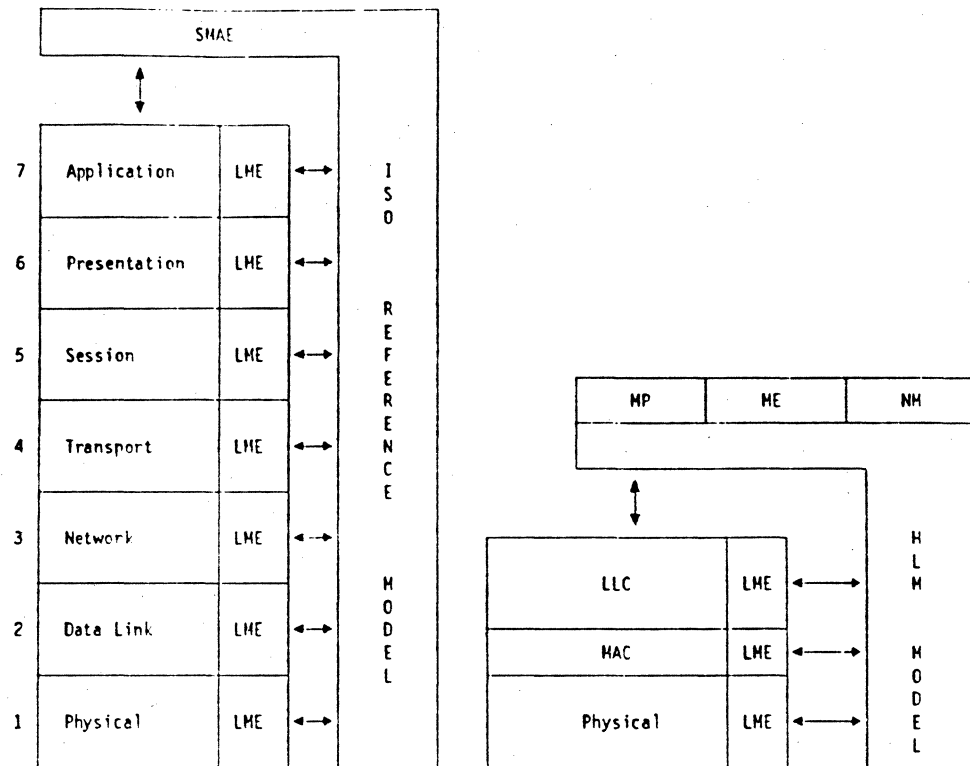 SMAE
7 Application LME
6 Presentation LME
5 Session LME
4 Transport LME
3 Network LME
2 Data Link LME
1 Physical LME
ISO REFERENCE MODEL
MP ME NM
LLC LME
MAC LME
Physical LME
HLM MODEL